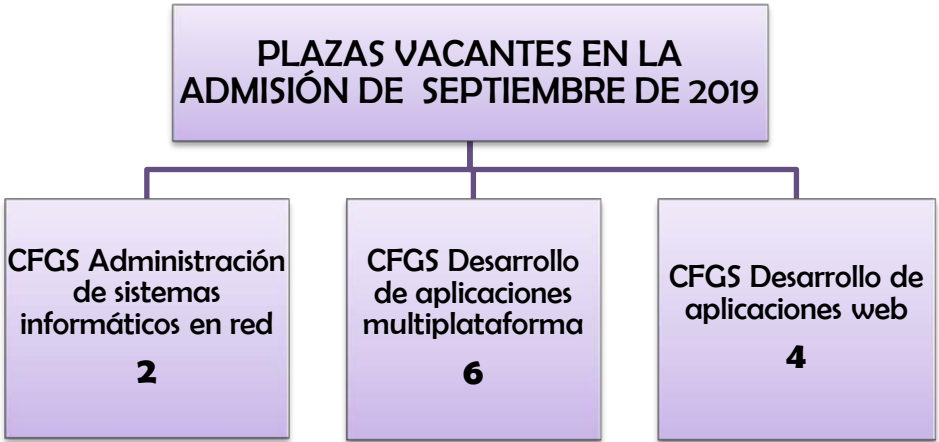 PLAZAS VACANTES EN LA
ADMISIÓN DE SEPTIEMBRE DE 2019
CFGS Administración
de sistemas
informáticos en red
2
CFGS Desarrollo
de aplicaciones
multiplataforma
6
CFGS Desarrollo de
aplicaciones web
4